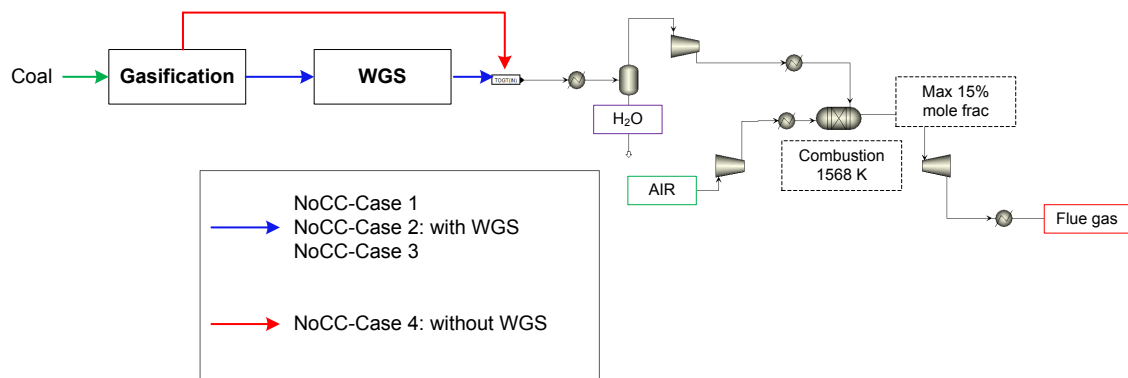 Coal
Gasification
WGS
TOGT(IN)
H₂O
Max 15%
mole frac
Combustion
1568 K
AIR
Flue gas
NoCC-Case 1
NoCC-Case 2: with WGS
NoCC-Case 3
NoCC-Case 4: without WGS